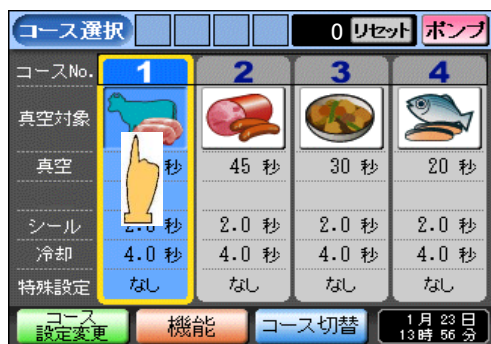 コース選択 0 リセット ポンプ
コースNo. 1 2 3 4
真空対象
真空 秒 45 秒 30 秒 20 秒
シール 2.0 秒 2.0 秒 2.0 秒 2.0 秒
冷却 4.0 秒 4.0 秒 4.0 秒 4.0 秒
特殊設定 なし なし なし なし
コース 設定変更 機能 コース切替 1月 23日
13時 56分